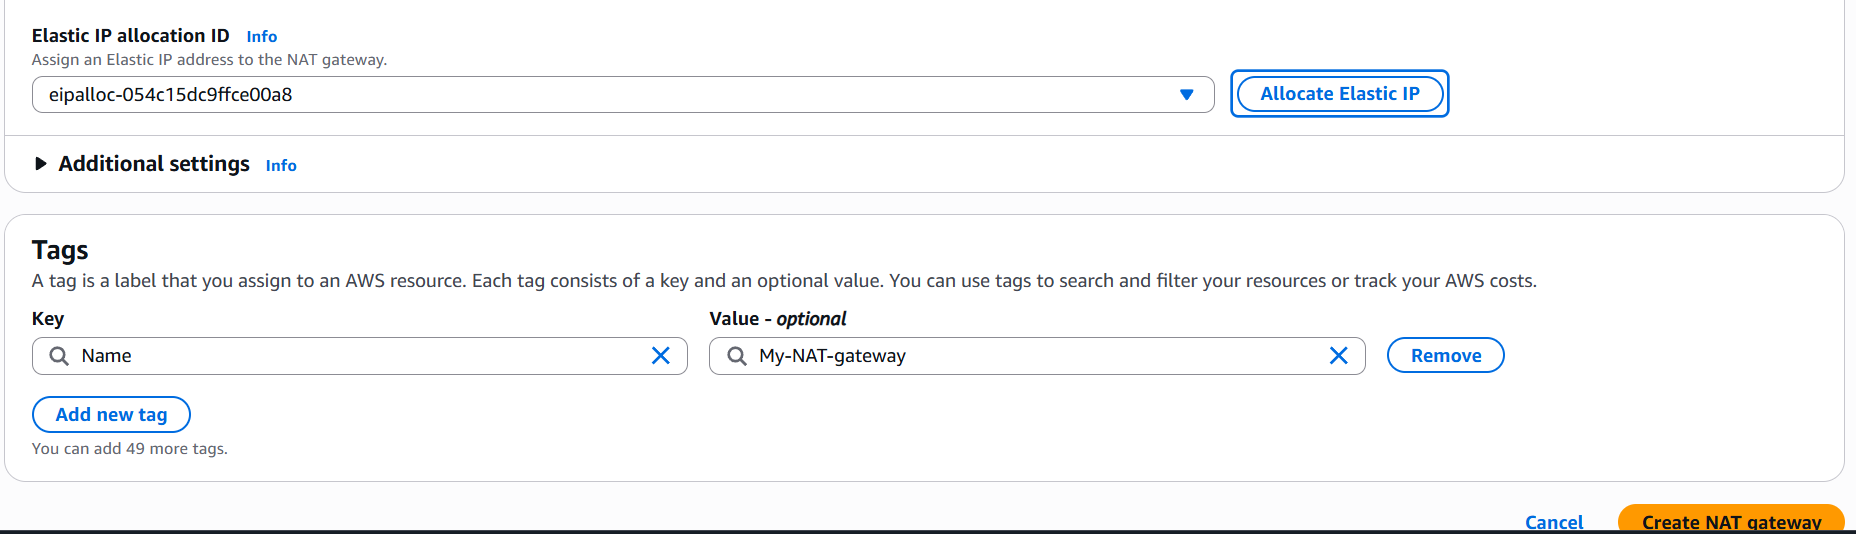 Elastic IP allocation ID Info
Assign an Elastic IP address to the NAT gateway.
eipalloc-054c15dc9ffce00a8 Allocate Elastic IP
Additional settings Info
Tags
A tag is a label that you assign to an AWS resource. Each tag consists of a key and an optional value. You can use tags to search and filter your resources or track your AWS costs.
Key Value - optional
Name My-NAT-gateway Remove
Add new tag
You can add 49 more tags.
Cancel Create NAT gateway